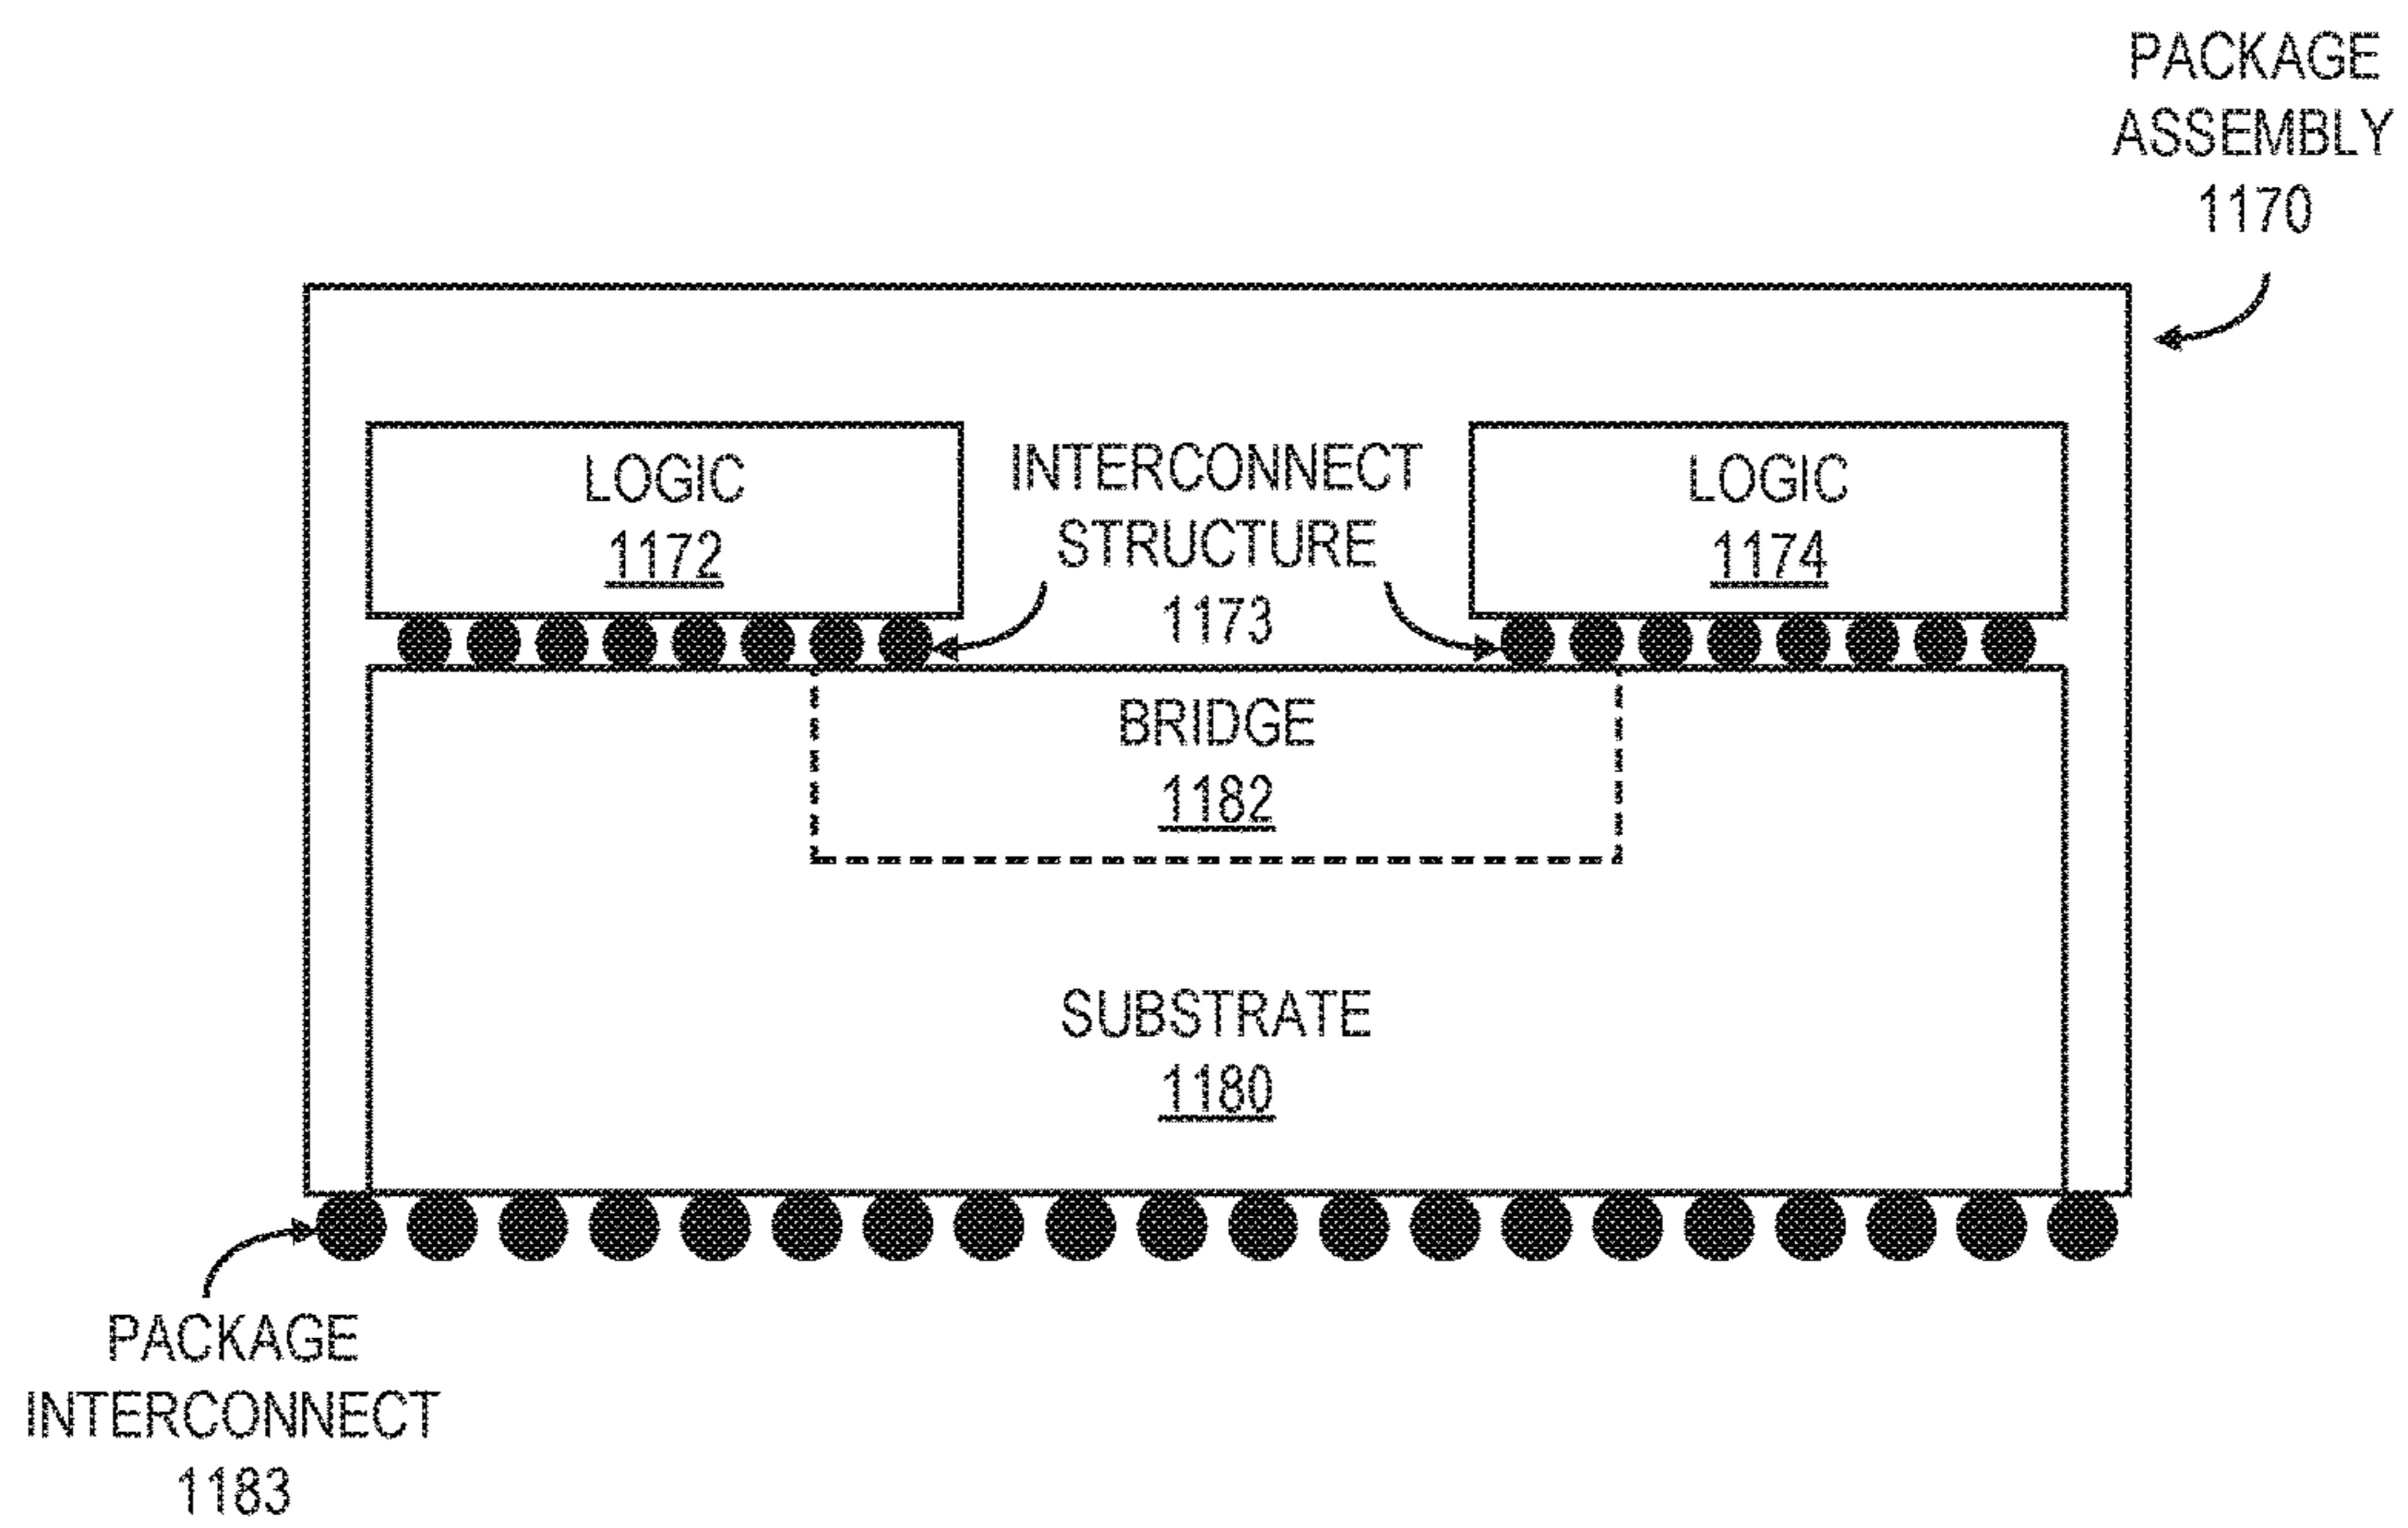 PACKAGE
ASSEMBLY
1170
LOGIC
1172
INTERCONNECT
STRUCTURE
1173
LOGIC
1174
BRIDGE
1182
SUBSTRATE
1180
PACKAGE
INTERCONNECT
1183